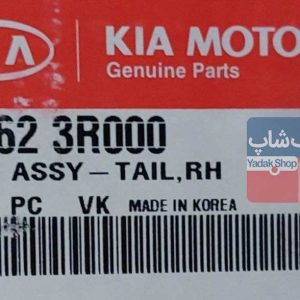 KIA MOTO
Genuine Parts
62 3R000
ASSY-TAIL,RH
PC VK MADE IN KOREA
شاپ
Yadak Shop